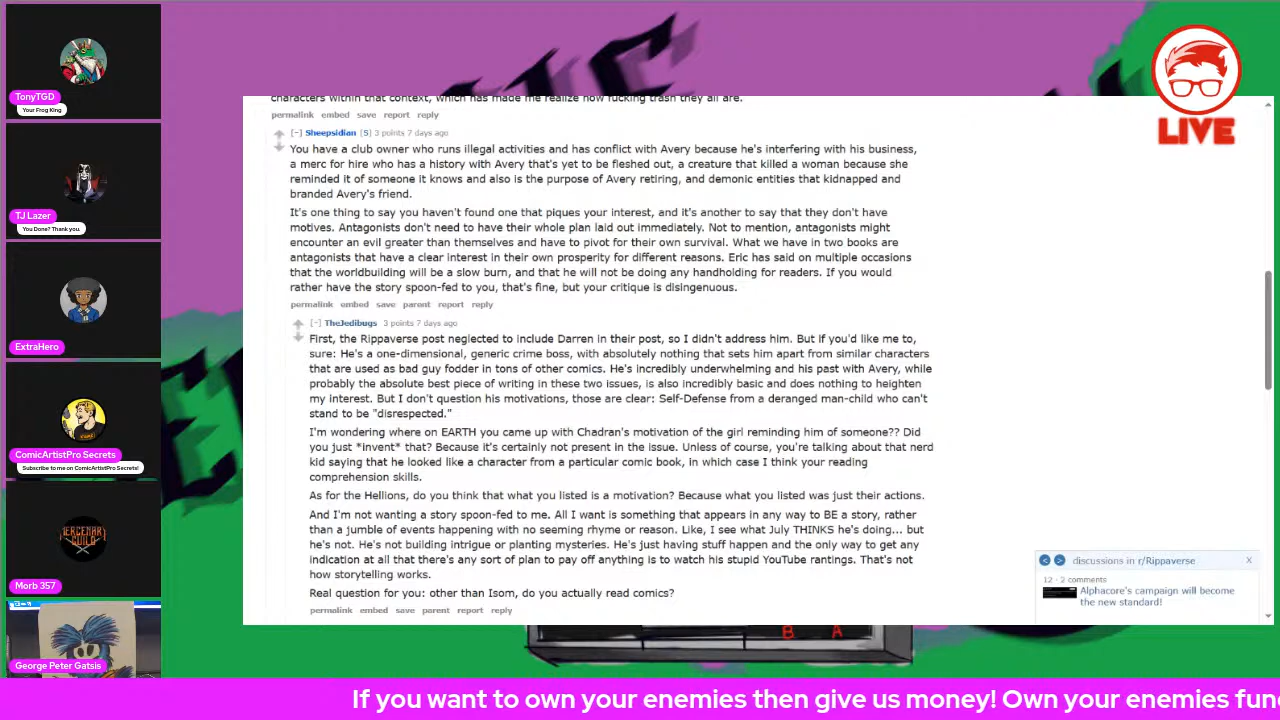 TonyTGD
Your Frog King
TJ Lazer
You Done? Thank you.
ExtraHero
ComicArtistPro Secrets
Subscribe to me on ComicArtistPro Secrets!
MERCENARY
GUILD
Morb 357
George Peter Gatsis
LIVE
characters within that context, which has made me realize how fucking trash they all are.
permalink embed save report reply
[-] Sheepsidian [S] 3 points 7 days ago
You have a club owner who runs illegal activities and has conflict with Avery because he's interfering with his business,
a merc for hire who has a history with Avery that's yet to be fleshed out, a creature that killed a woman because she
reminded it of someone it knows and also is the purpose of Avery retiring, and demonic entities that kidnapped and
branded Avery's friend.
It's one thing to say you haven't found one that piques your interest, and it's another to say that they don't have
motives. Antagonists don't need to have their whole plan laid out immediately. Not to mention, antagonists might
encounter an evil greater than themselves and have to pivot for their own survival. What we have in two books are
antagonists that have a clear interest in their own prosperity for different reasons. Eric has said on multiple occasions
that the worldbuilding will be a slow burn, and that he will not be doing any handholding for readers. If you would
rather have the story spoon-fed to you, that's fine, but your critique is disingenuous.
permalink embed save parent report reply
[-] TheJedibugs 3 points 7 days ago
First, the Rippaverse post neglected to include Darren in their post, so I didn't address him. But if you'd like me to,
sure: He's a one-dimensional, generic crime boss, with absolutely nothing that sets him apart from similar characters
that are used as bad guy fodder in tons of other comics. He's incredibly underwhelming and his past with Avery, while
probably the absolute best piece of writing in these two issues, is also incredibly basic and does nothing to heighten
my interest. But I don't question his motivations, those are clear: Self-Defense from a deranged man-child who can't
stand to be "disrespected."
I'm wondering where on EARTH you came up with Chadran's motivation of the girl reminding him of someone?? Did
you just *invent* that? Because it's certainly not present in the issue. Unless of course, you're talking about that nerd
kid saying that he looked like a character from a particular comic book, in which case I think your reading
comprehension skills.
As for the Hellions, do you think that what you listed is a motivation? Because what you listed was just their actions.
And I'm not wanting a story spoon-fed to me. All I want is something that appears in any way to BE a story, rather
than a jumble of events happening with no seeming rhyme or reason. Like, I see what July THINKS he's doing... but
he's not. He's not building intrigue or planting mysteries. He's just having stuff happen and the only way to get any
indication at all that there's any sort of plan to pay off anything is to watch his stupid YouTube rantings. That's not
how storytelling works.
Real question for you: other than Isom, do you actually read comics?
permalink embed save parent report reply
< > discussions in r/Rippaverse X
12 · 2 comments
Alphacore's campaign will become
the new standard!
B A
If you want to own your enemies then give us money! Own your enemies fun